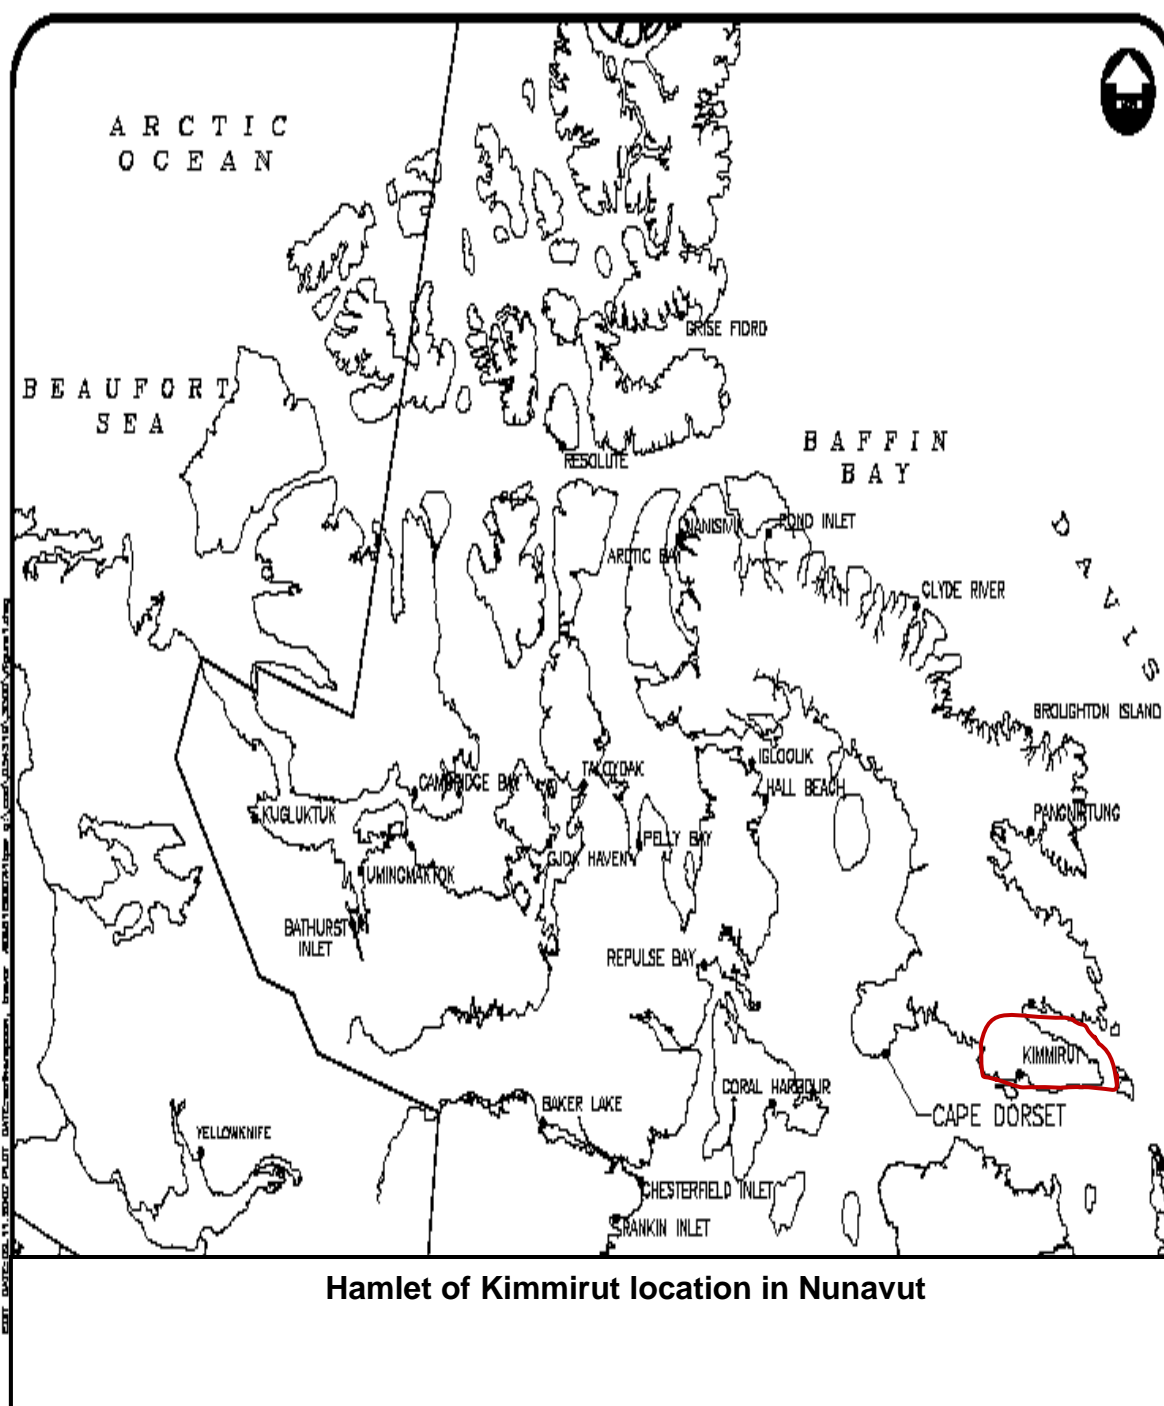 ARCTIC
OCEAN
BEAUFORT
SEA
GRISE FIORD
BAFFIN
BAY
RESOLUTE
NANISIVIK
POND INLET
ARCTIC BAY
DAVIS
CLYDE RIVER
BROUGHTON ISLAND
IGLOOLIK
CAMBRIDGE BAY
HALL BEACH
KUGLUKTUK
PANGNIRTUNG
PELLY BAY
GJOA HAVEN
UMINGMAKTOK
BATHURST
INLET
REPULSE BAY
KIMMIRUT
CORAL HARBOUR
BAKER LAKE
CAPE DORSET
YELLOWKNIFE
CHESTERFIELD INLET
RANKIN INLET
Hamlet of Kimmirut location in Nunavut